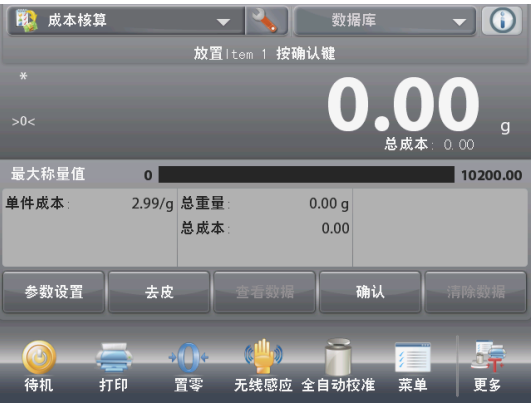 成本核算 数据库
放置Item 1 按确认键
*
>0<
0.00 g
总成本: 0.00
最大称量值 0 10200.00
单件成本: 2.99/g 总重量: 0.00 g
总成本: 0.00
参数设置 去皮 查看数据 确认 清除数据
待机 打印 置零 无线感应 全自动校准 菜单 更多